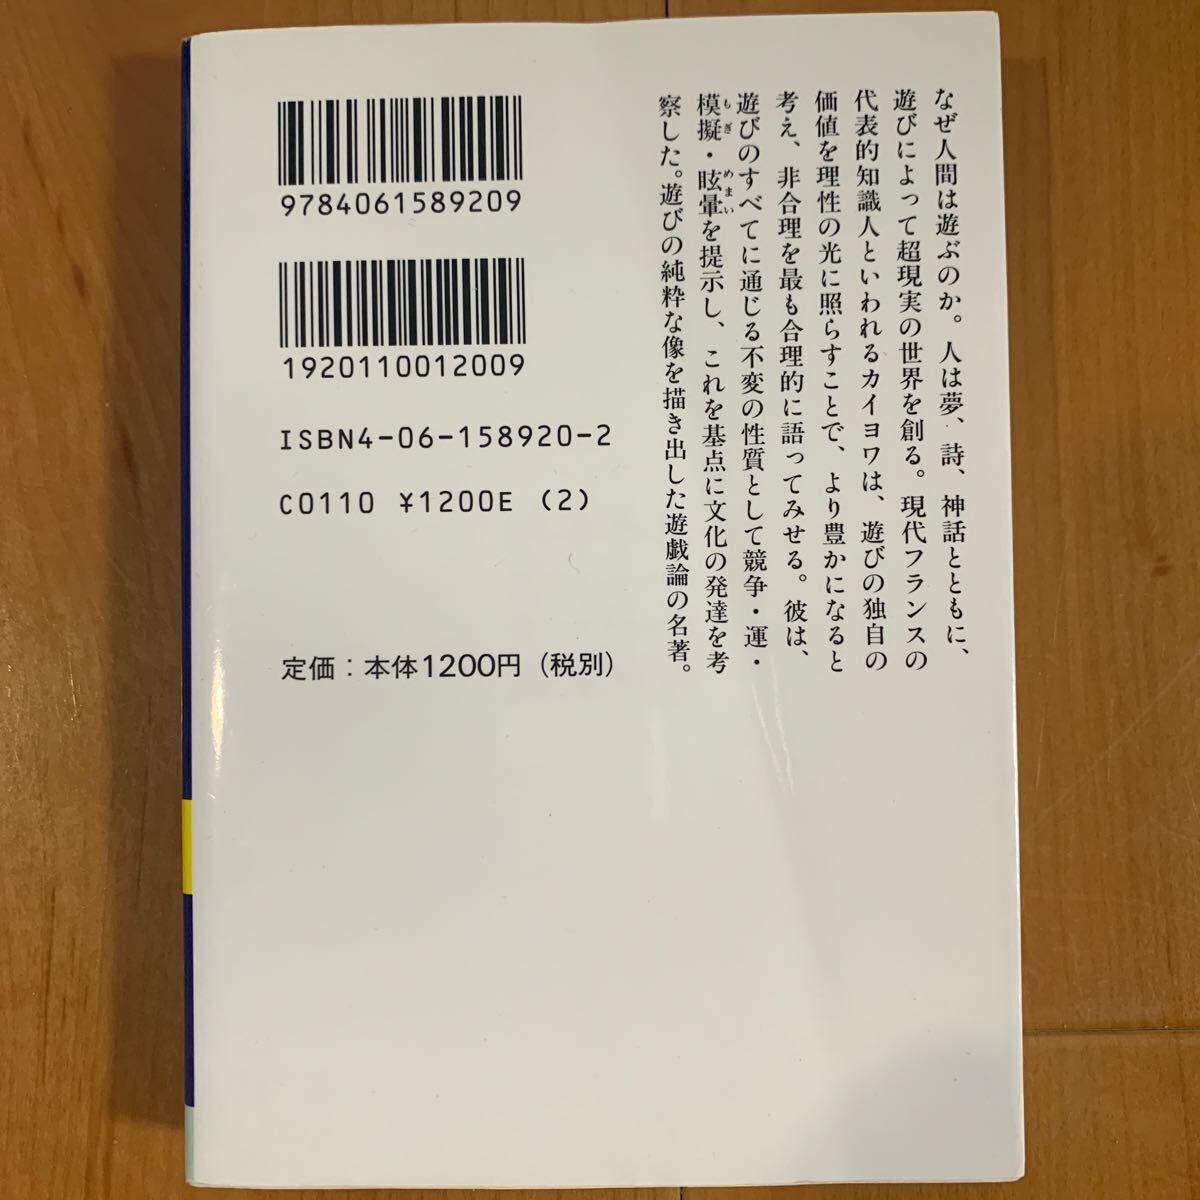 なぜ人間は遊ぶのか。人は夢、詩、神話とともに、
遊びによって超現実の世界を創る。現代フランスの
代表的知識人といわれるカイヨワは、遊びの独自の
価値を理性の光に照らすことで、より豊かになると
考え、非合理を最も合理的に語ってみせる。彼は、
遊びのすべてに通じる不変の性質として競争・運・
模擬・眩暈を提示し、これを基点に文化の発達を考
もぎ めまい
察した。遊びの純粋な像を描き出した遊戯論の名著。
9784061589209
1920110012009
ISBN4-06-158920-2
C0110 ¥1200E (2)
定価：本体1200円（税別）